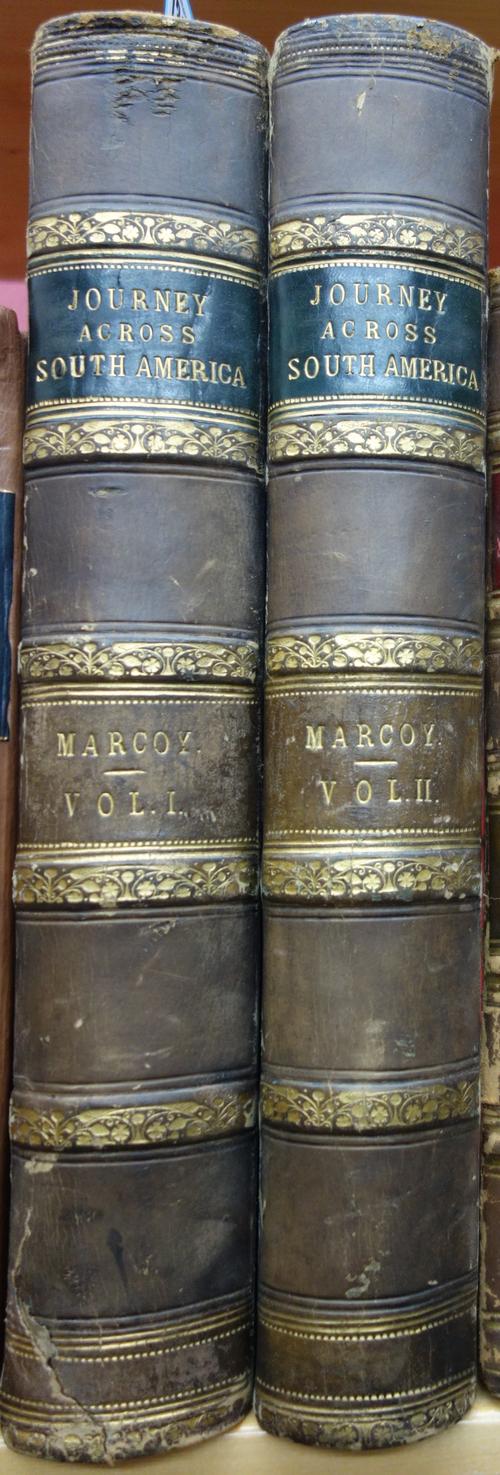 JOURNEY
ACROSS
SOUTH AMERICA
MARCOY.
VOL. I.
JOURNEY
ACROSS
SOUTH AMERICA
MARCOY.
VOL. II.